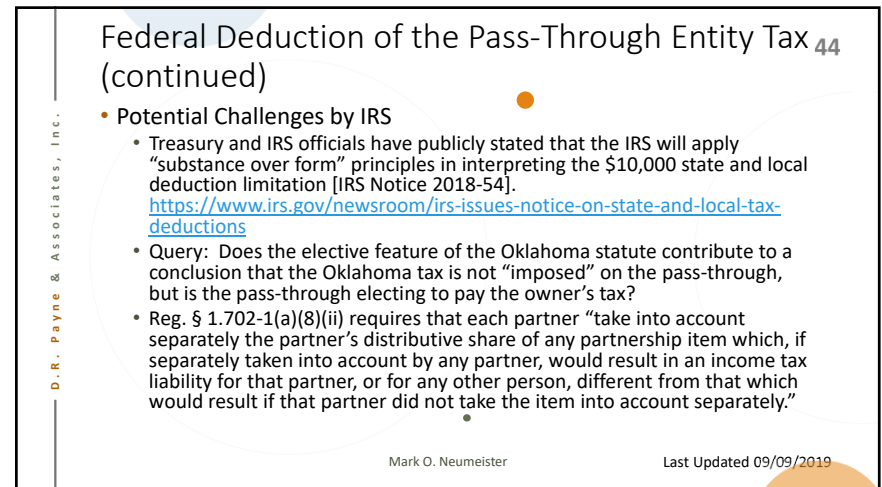 Federal Deduction of the Pass-Through Entity Tax 44
(continued)
• Potential Challenges by IRS
• Treasury and IRS officials have publicly stated that the IRS will apply
“substance over form” principles in interpreting the $10,000 state and local
deduction limitation [IRS Notice 2018-54].
https://www.irs.gov/newsroom/irs-issues-notice-on-state-and-local-tax-
deductions
• Query:  Does the elective feature of the Oklahoma statute contribute to a
conclusion that the Oklahoma tax is not “imposed” on the pass-through,
but is the pass-through electing to pay the owner’s tax?
• Reg. § 1.702-1(a)(8)(ii) requires that each partner “take into account
separately the partner’s distributive share of any partnership item which, if
separately taken into account by any partner, would result in an income tax
liability for that partner, or for any other person, different from that which
would result if that partner did not take the item into account separately.”
D.R. Payne & Associates, Inc.
Mark O. Neumeister
Last Updated 09/09/2019